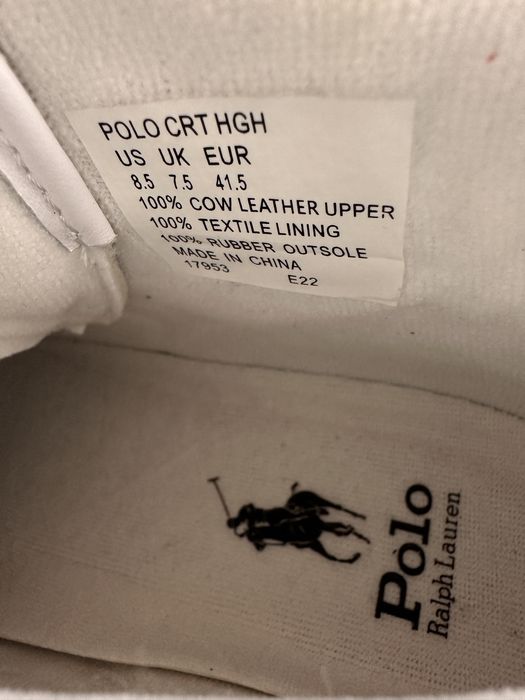 POLO CRT HGH
US UK EUR
8.5 7.5 41.5
100% COW LEATHER UPPER
100% TEXTILE LINING
100% RUBBER OUTSOLE
MADE IN CHINA
17953 E22
Polo
Ralph Lauren